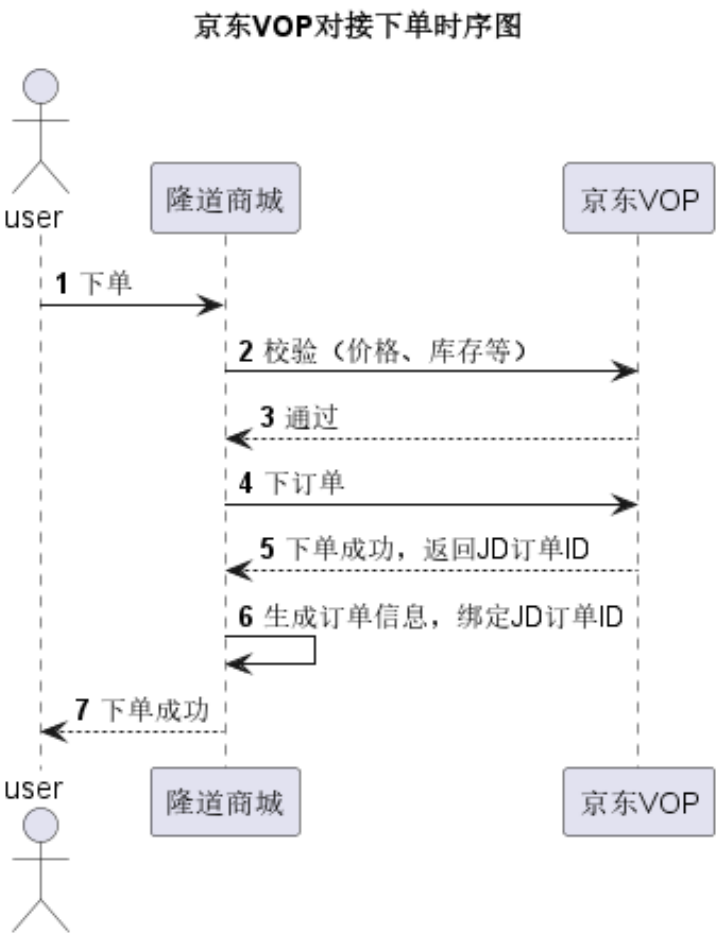 京东VOP对接下单时序图
user
隆道商城
京东VOP
1 下单
2 校验（价格、库存等）
3 通过
4 下订单
5 下单成功，返回JD订单ID
6 生成订单信息，绑定JD订单ID
7 下单成功
user
隆道商城
京东VOP